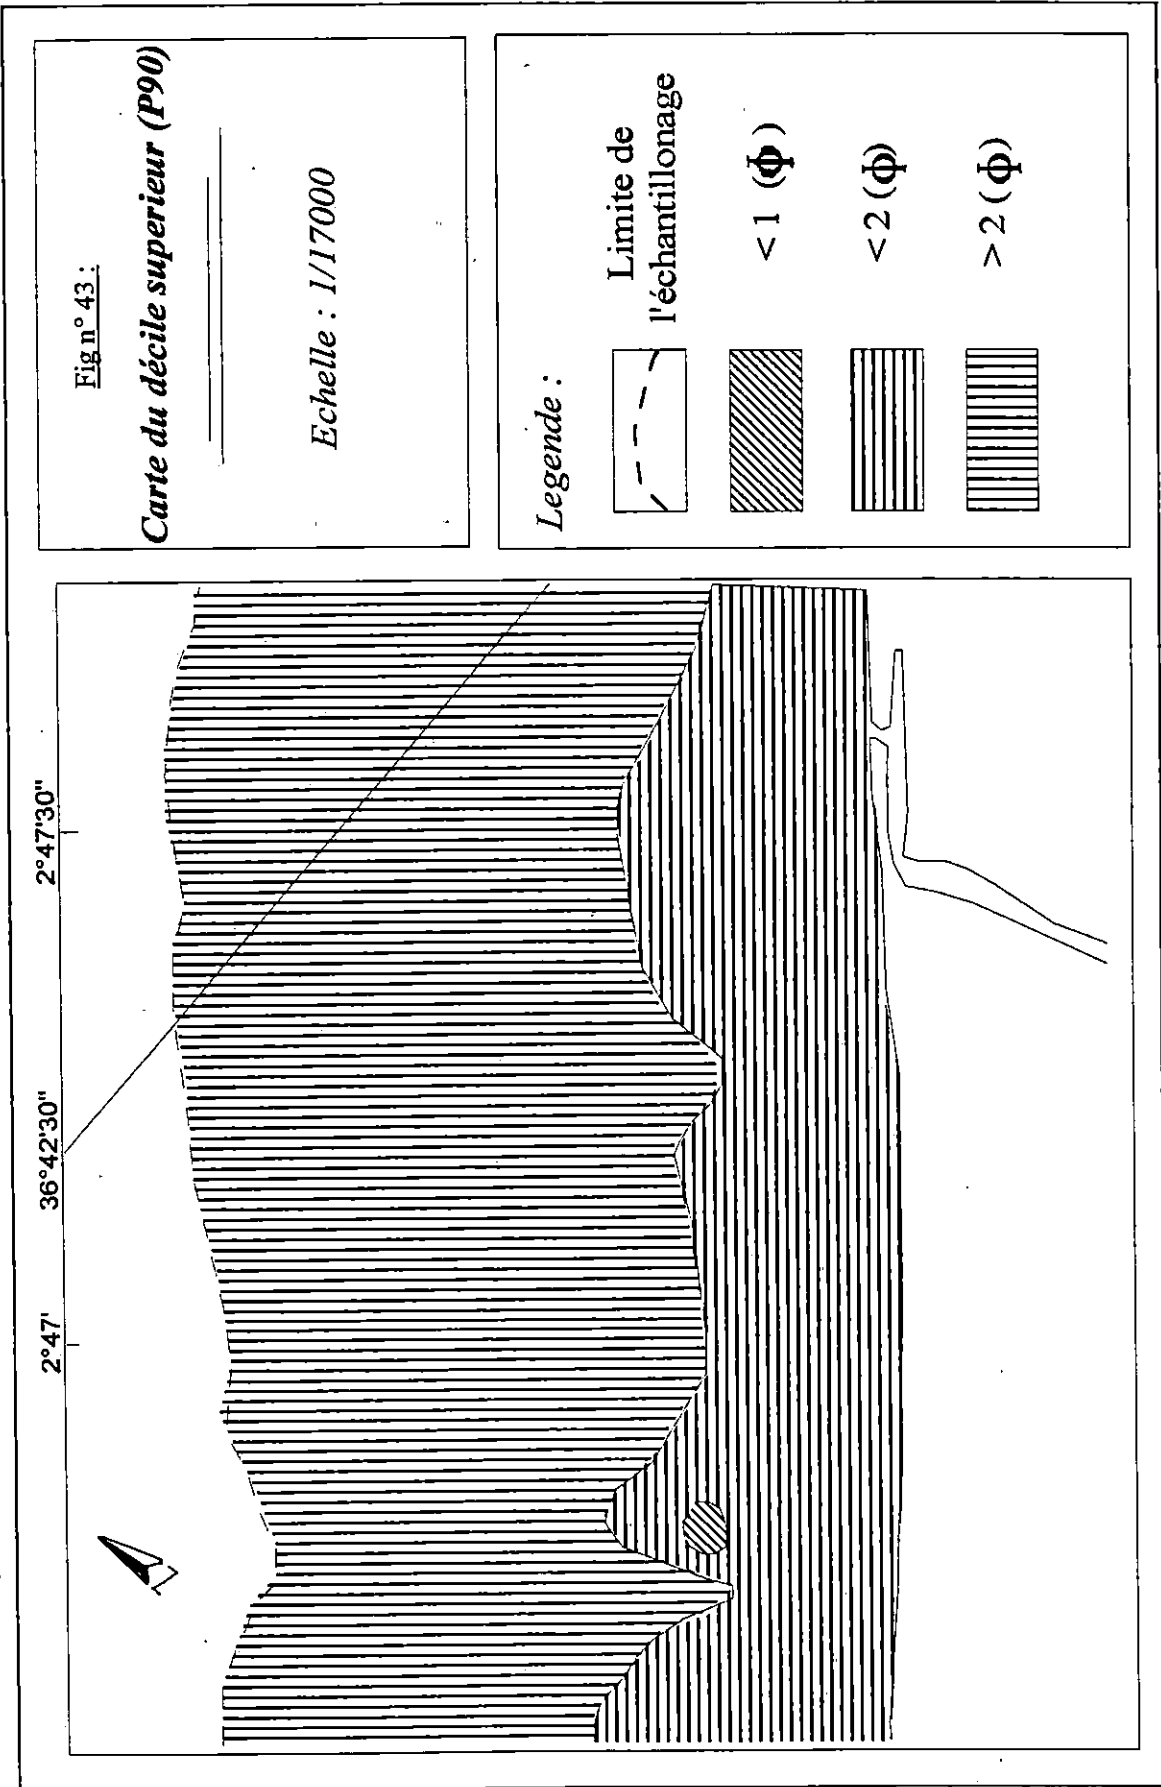 Fig n° 43 :
Carte du décile superieur (P90)
Echelle : 1/17000
Legende :
Limite de
l'échantillonage
< 1 (ϕ)
< 2 (ϕ)
> 2 (ϕ)
2°47'
36°42'30"
2°47'30"